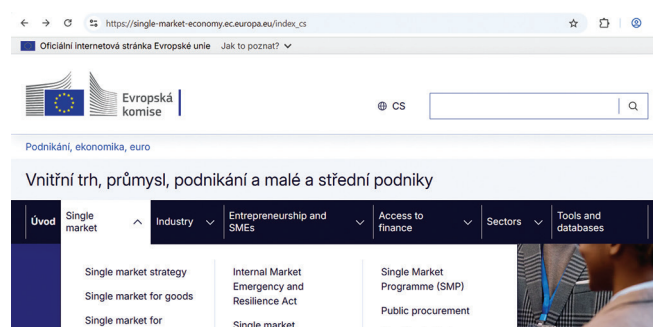 https://single-market-economy.ec.europa.eu/index_cs
Oficiální internetová stránka Evropské unie Jak to poznat?
Evropská
komise
CS
Podnikání, ekonomika, euro
Vnitřní trh, průmysl, podnikání a malé a střední podniky
Úvod
Single
market
Industry
Entrepreneurship and
SMEs
Access to
finance
Sectors
Tools and
databases
Single market strategy
Single market for goods
Single market for
Internal Market
Emergency and
Resilience Act
Single market
Single Market
Programme (SMP)
Public procurement